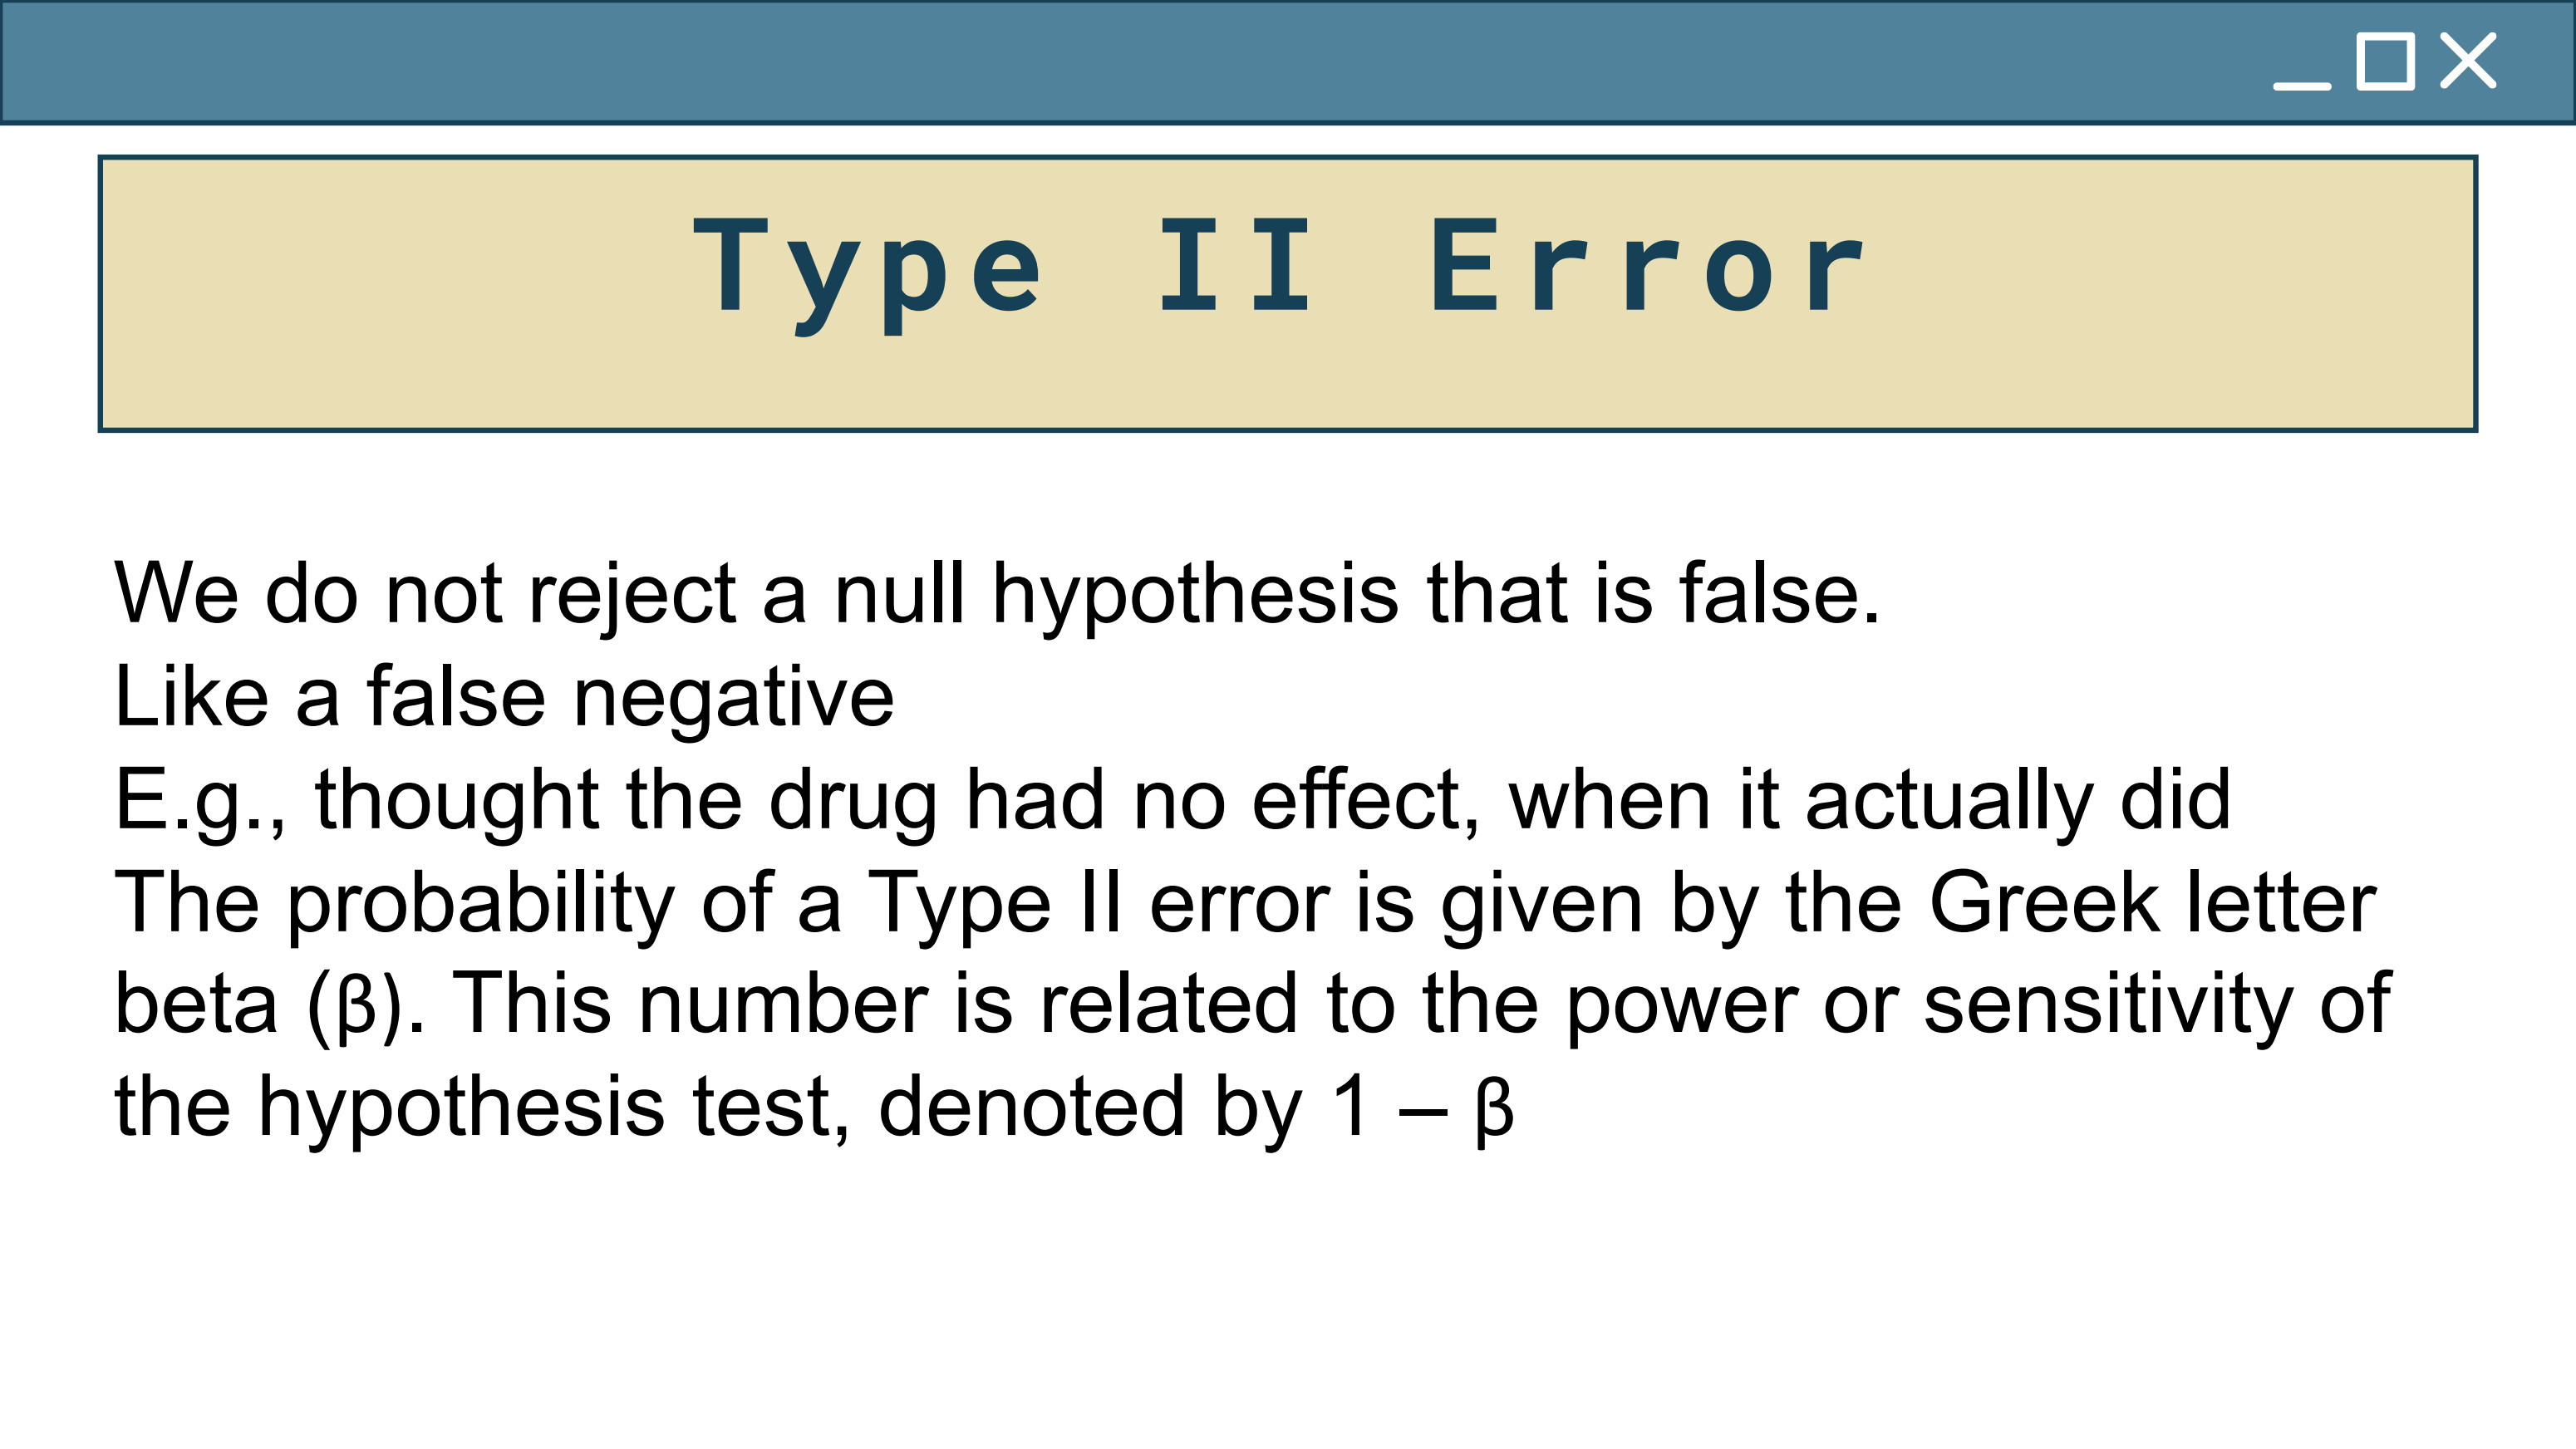 Type II Error
We do not reject a null hypothesis that is false.
Like a false negative
E.g., thought the drug had no effect, when it actually did
The probability of a Type II error is given by the Greek letter
beta (β). This number is related to the power or sensitivity of
the hypothesis test, denoted by 1 – β